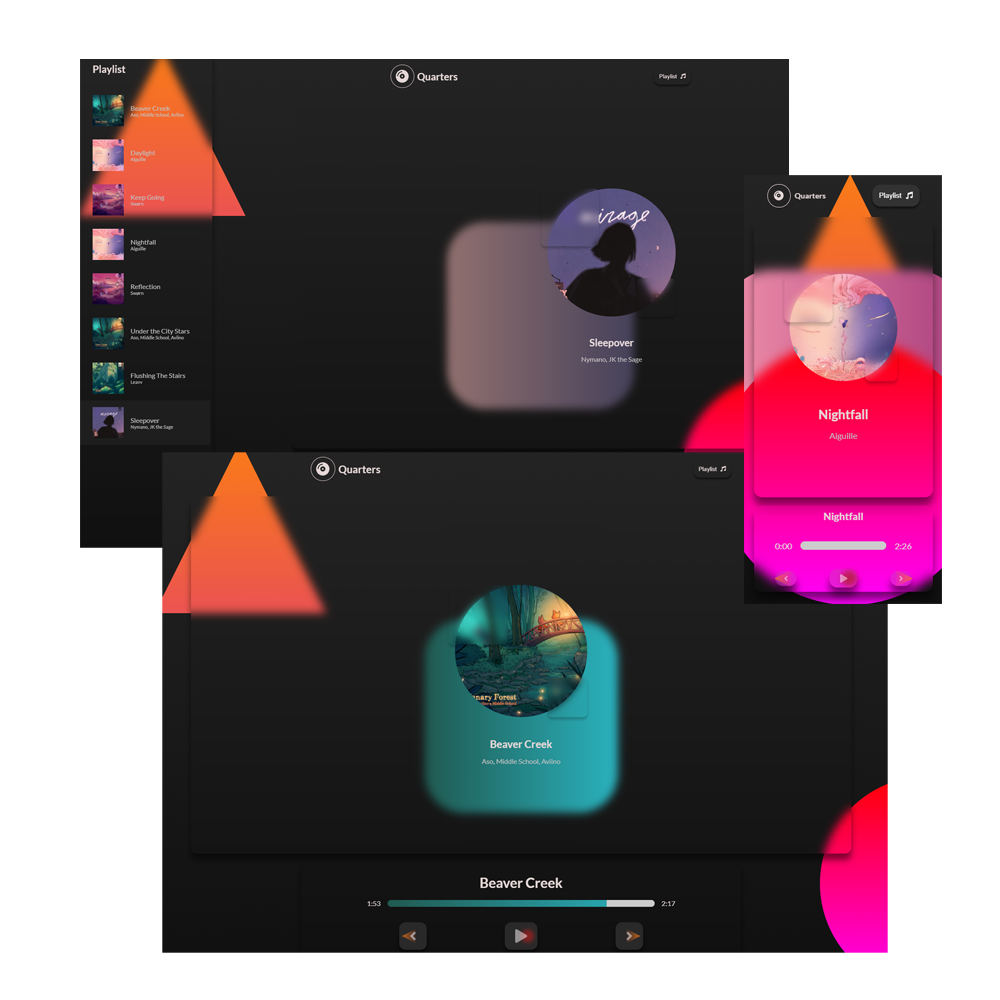 Playlist
Quarters
Playlist
Beaver Creek
Aso, Middle School, Aviino
Daylight
Aiguille
Keep Going
Swørn
Nightfall
Aiguille
Reflection
Swørn
Under the City Stars
Aso, Middle School, Aviino
Flushing The Stairs
Leavv
Sleepover
Nymano, JK the Sage
Sleepover
Nymano, JK the Sage
Quarters
Playlist
Nightfall
Aiguille
Nightfall
0:00
2:26
Quarters
Playlist
nary Forest
Beaver Creek
Aso, Middle School, Aviino
Beaver Creek
1:53
2:17